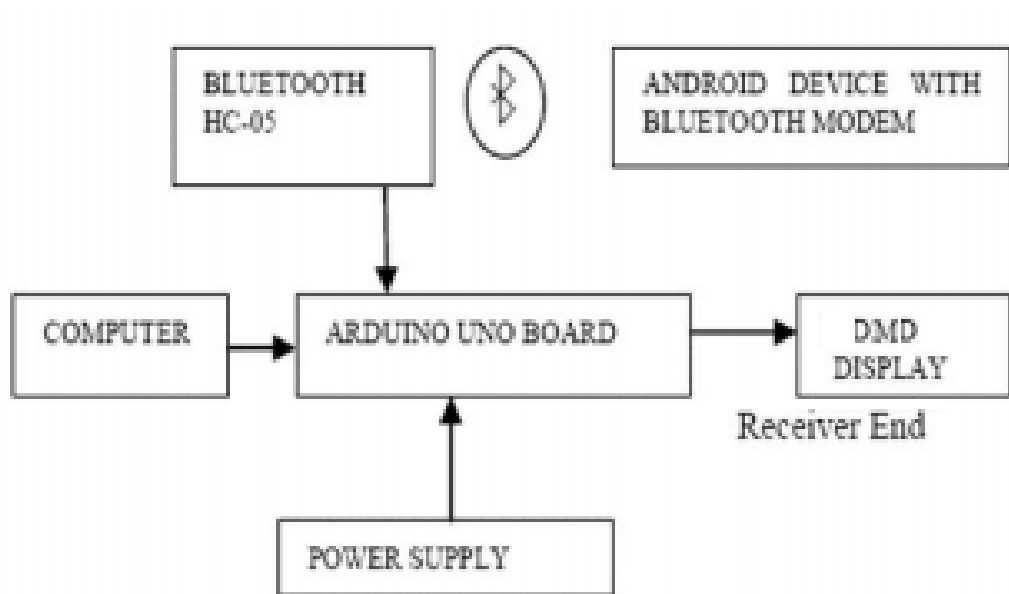 BLUETOOTH
HC-05
ANDROID DEVICE WITH
BLUETOOTH MODEM
COMPUTER
ARDUINO UNO BOARD
DMD
DISPLAY
Receiver End
POWER SUPPLY